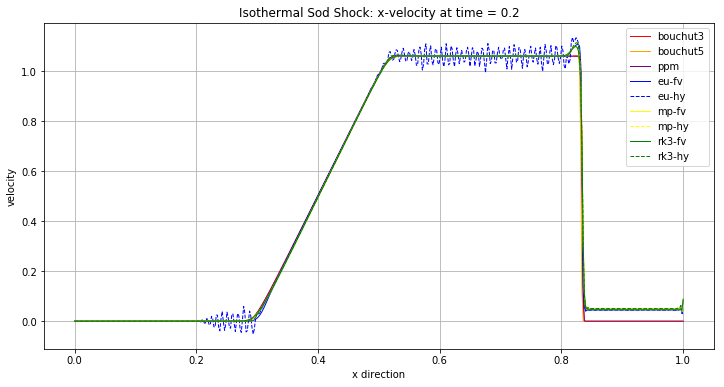 Isothermal Sod Shock: x-velocity at time = 0.2
velocity
1.0
0.8
0.6
0.4
0.2
0.0
0.0 0.2 0.4 0.6 0.8 1.0
x direction
bouchut3
bouchut5
ppm
eu-fv
eu-hy
mp-fv
mp-hy
rk3-fv
rk3-hy